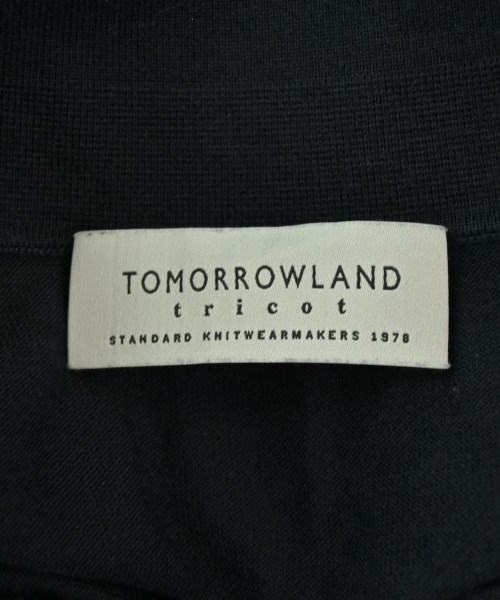 TOMORROWLAND
tricot
STANDARD KNITWEARMAKERS 1978